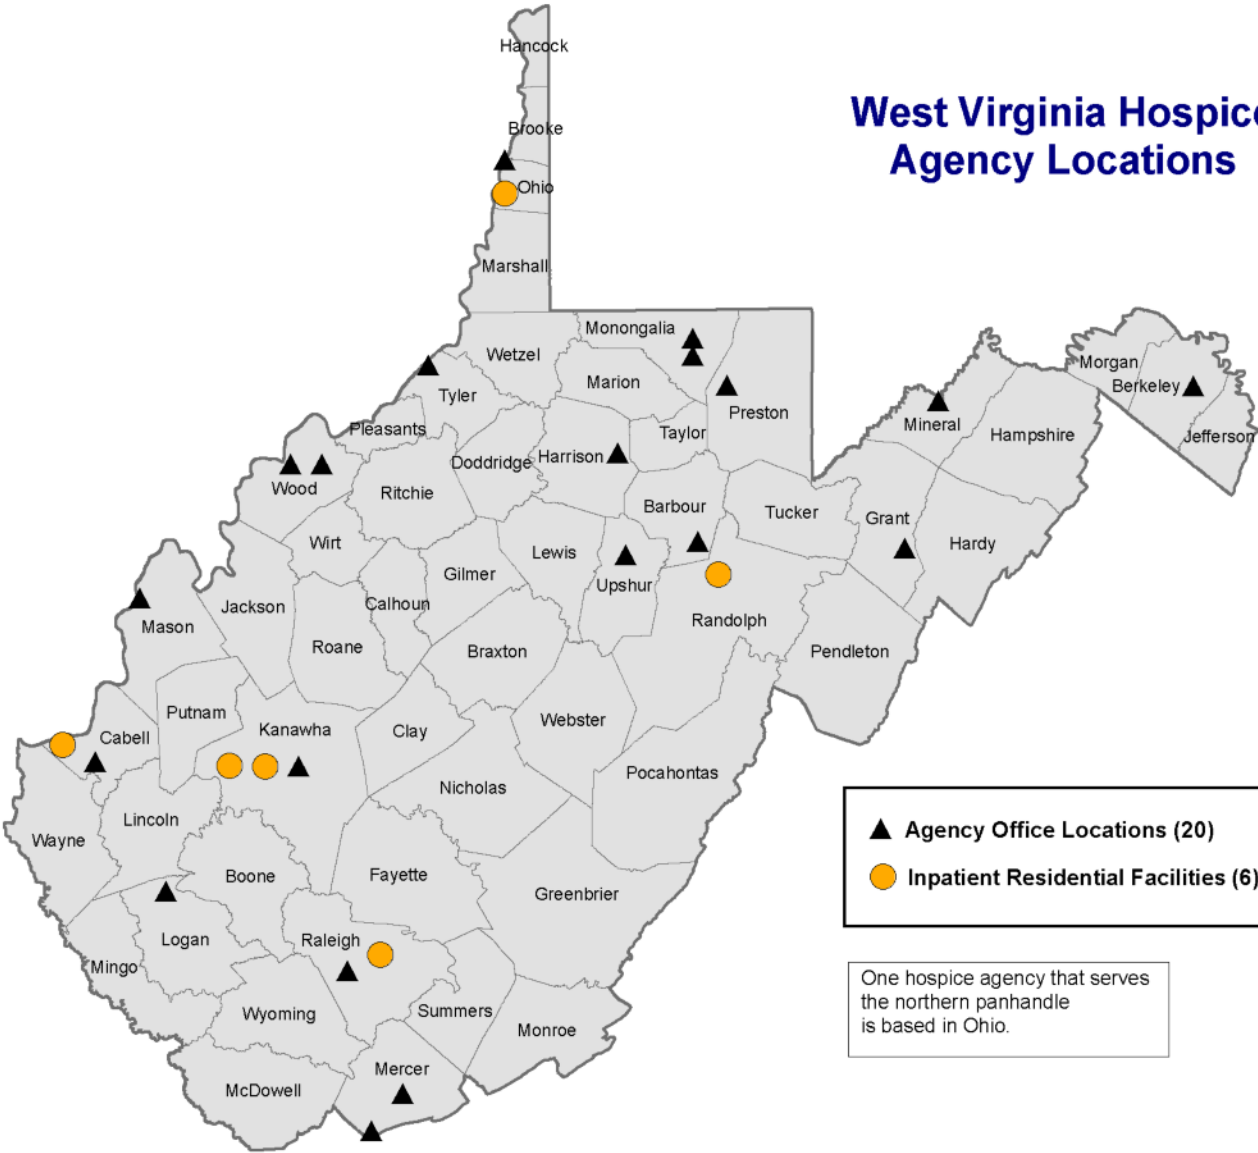 Hancock
West Virginia Hospice
Agency Locations
Brooke
Ohio
Marshall
Monongalia
Wetzel
Marion
Tyler
Preston
Morgan
Berkeley
Mineral
Hampshire
Jefferson
Pleasants
Taylor
Doddridge
Harrison
Wood
Ritchie
Barbour
Tucker
Grant
Wirt
Lewis
Hardy
Gilmer
Upshur
Jackson
Calhoun
Mason
Randolph
Roane
Braxton
Pendleton
Putnam
Kanawha
Clay
Webster
Cabell
Pocahontas
Nicholas
Lincoln
Wayne
Agency Office Locations (20)
Inpatient Residential Facilities (6)
Boone
Fayette
Greenbrier
Logan
Raleigh
Mingo
One hospice agency that serves
the northern panhandle
is based in Ohio.
Wyoming
Summers
Monroe
Mercer
McDowell